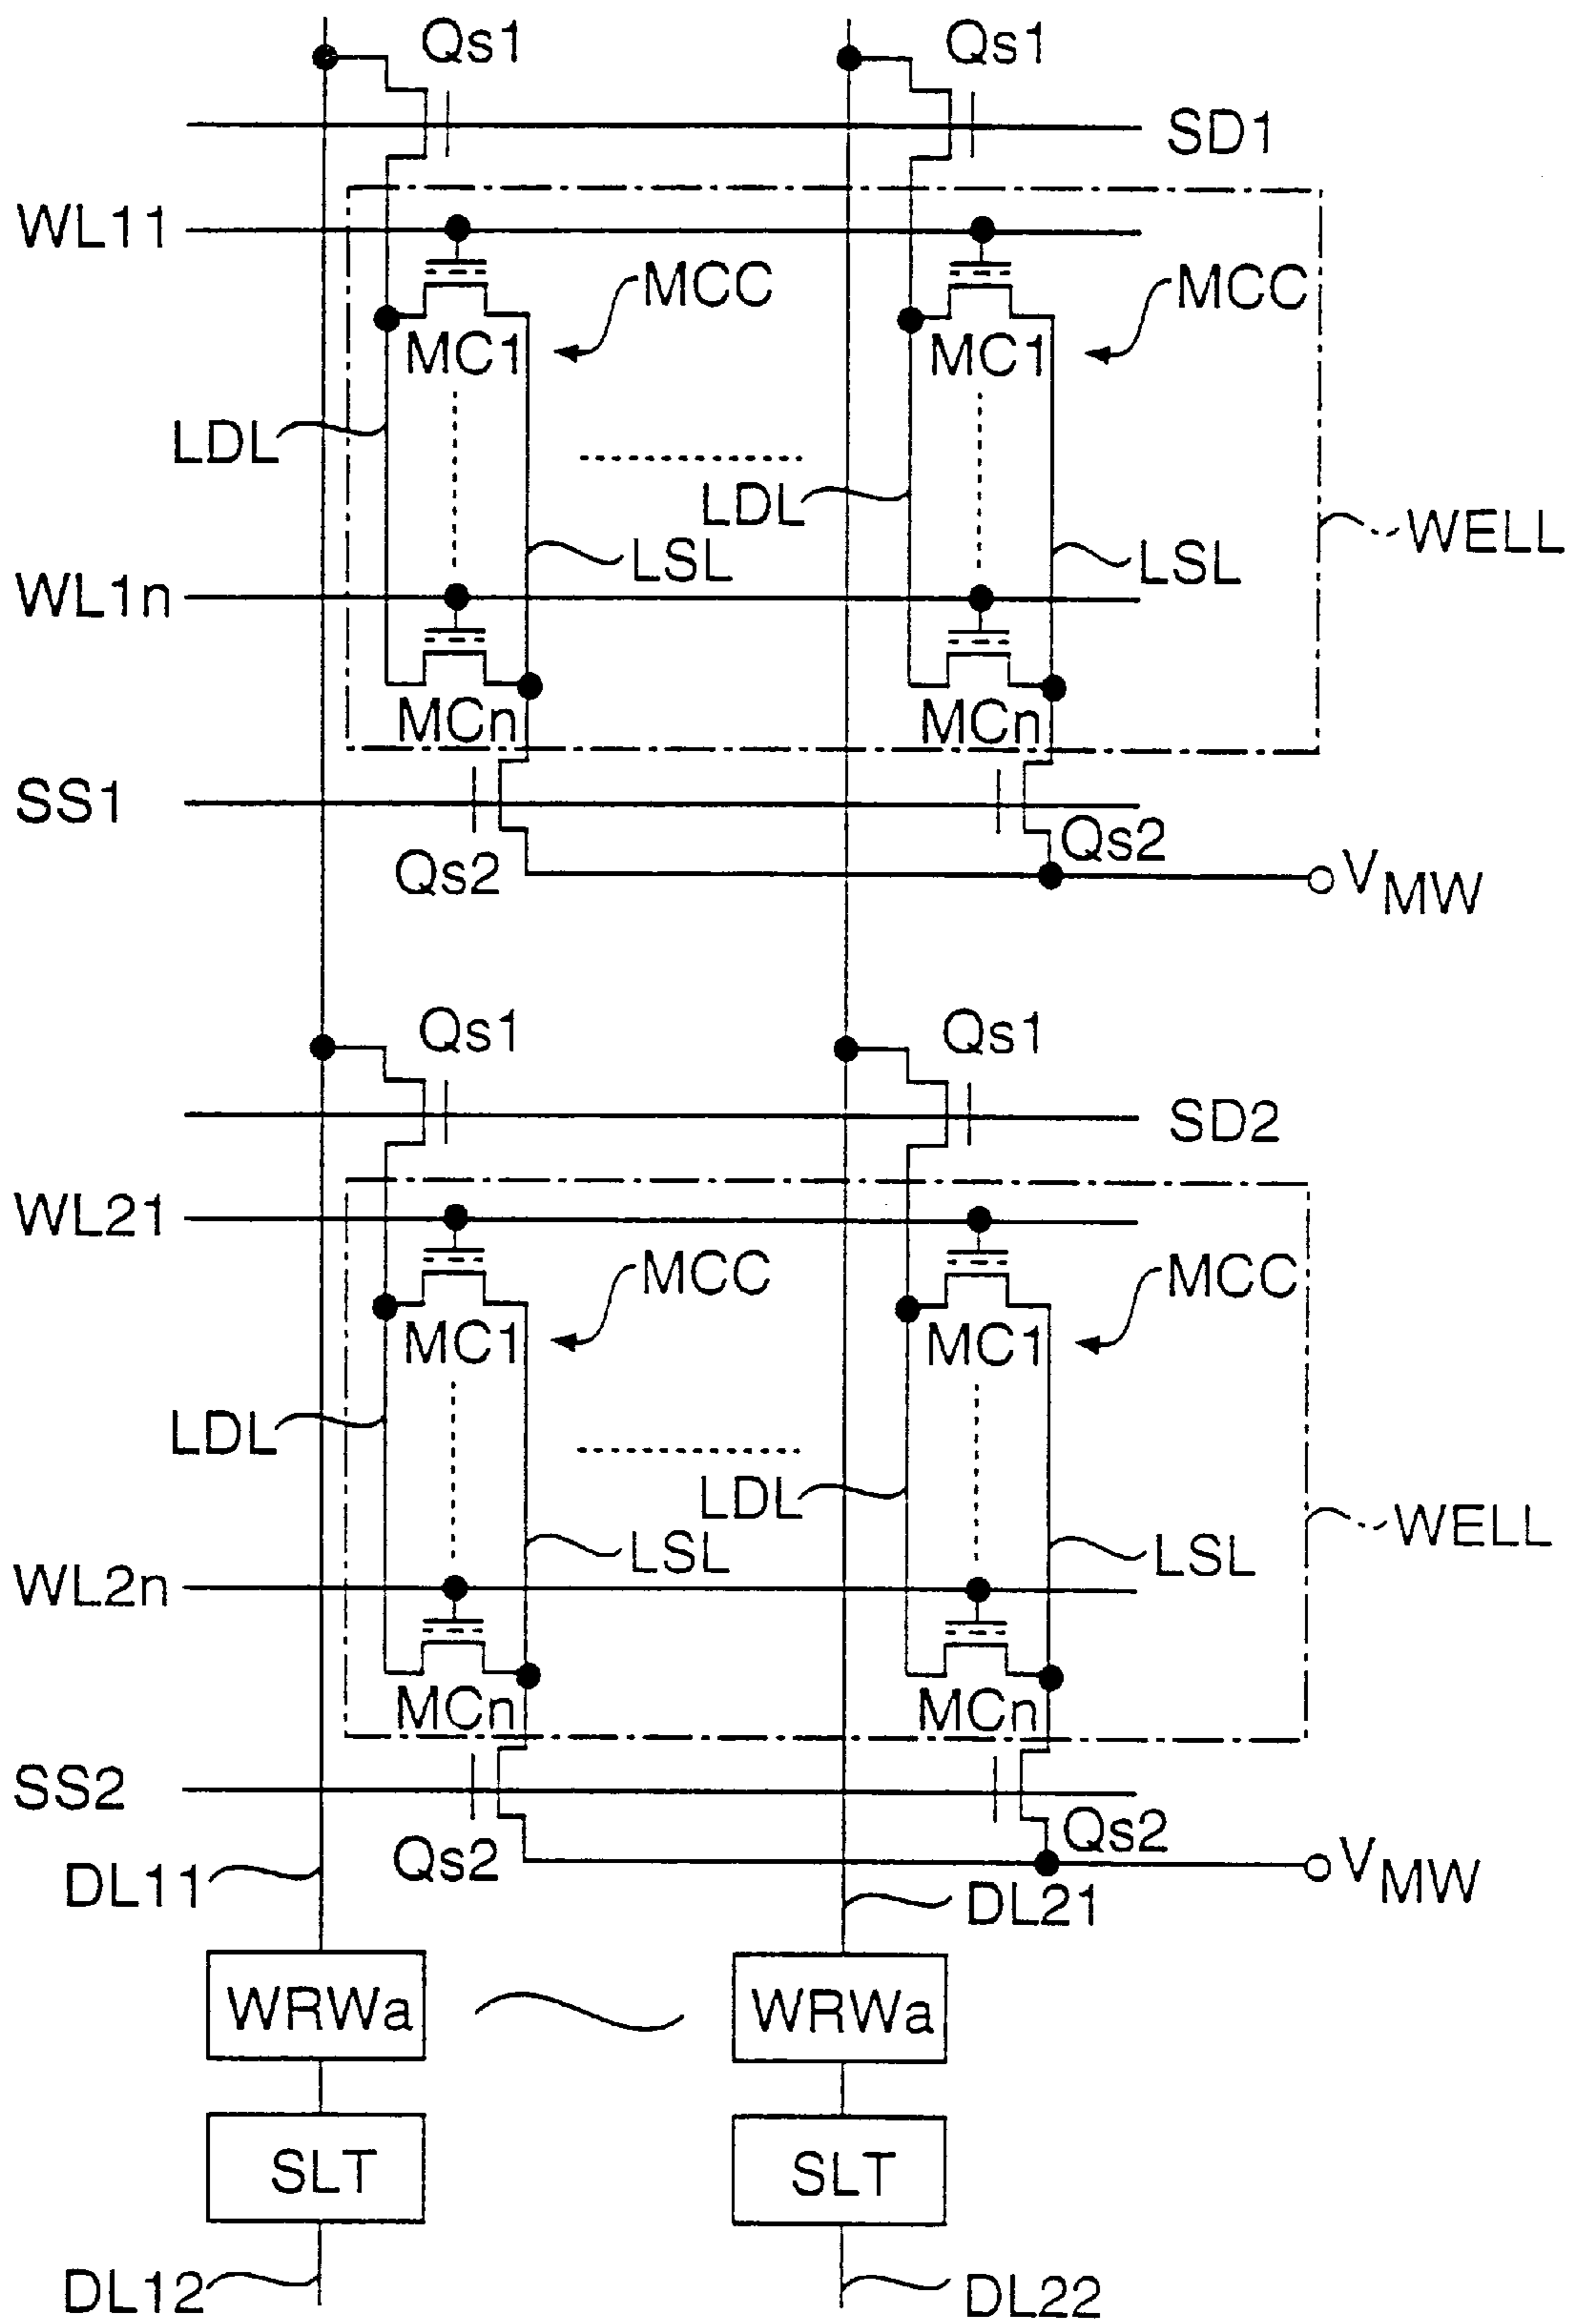 Qs1 Qs1
SD1
WL11
MCC MCC
MC1 MC1
LDL
LDL
WELL
LSL LSL
WL1n
MCn MCn
SS1
Qs2 Qs2
VMW
Qs1 Qs1
SD2
WL21
MCC MCC
MC1 MC1
LDL
LDL
WELL
LSL LSL
WL2n
MCn MCn
SS2
Qs2 Qs2
VMW
DL11 DL21
WRWa WRWa
SLT SLT
DL12 DL22